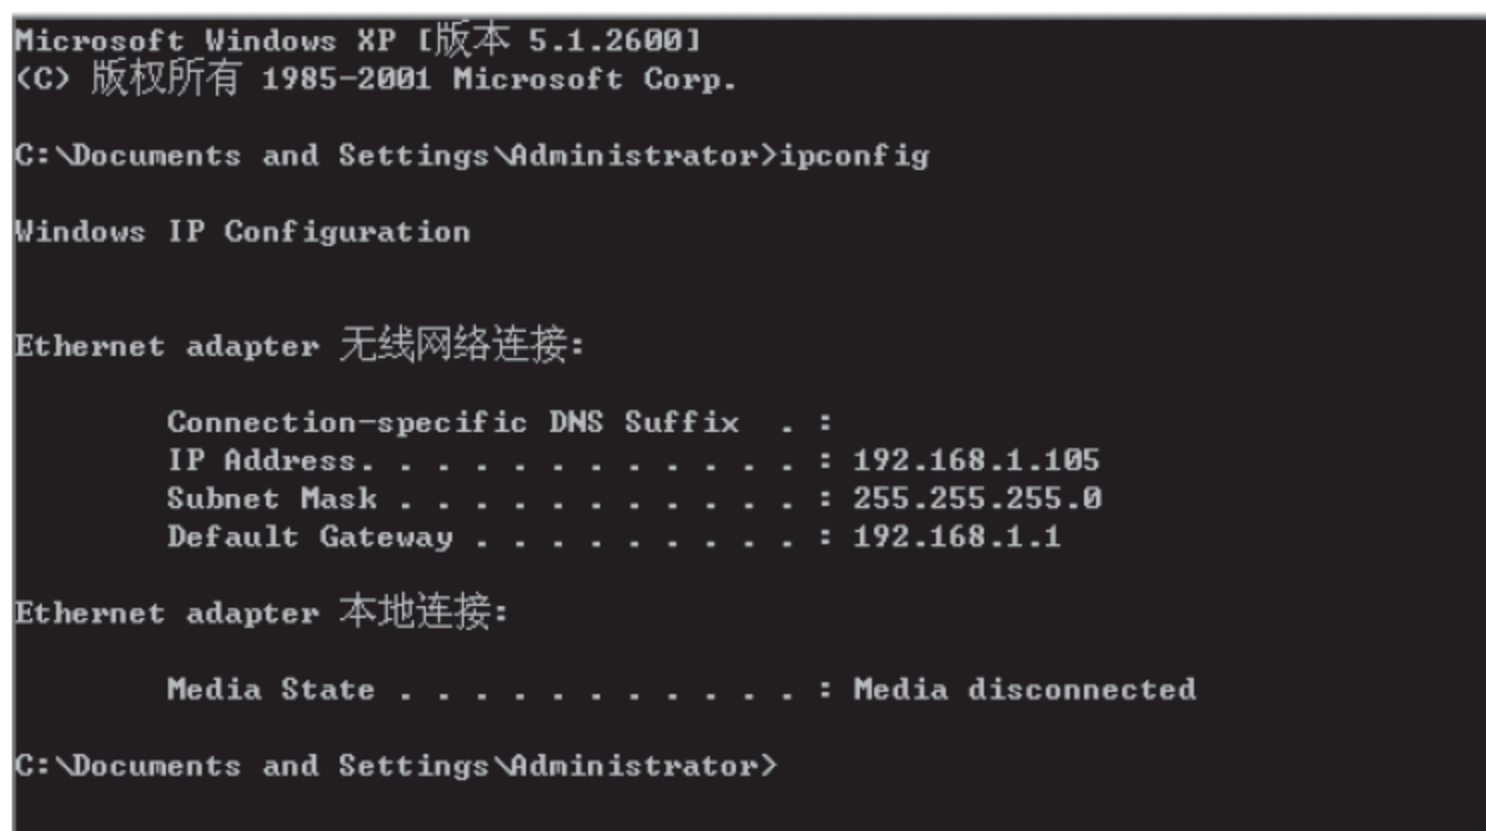 Microsoft Windows XP [版本 5.1.2600]
(C) 版权所有 1985-2001 Microsoft Corp.
C:\Documents and Settings\Administrator>ipconfig
Windows IP Configuration
Ethernet adapter 无线网络连接:
Connection-specific DNS Suffix  . :
IP Address. . . . . . . . . . . . : 192.168.1.105
Subnet Mask . . . . . . . . . . . : 255.255.255.0
Default Gateway . . . . . . . . . : 192.168.1.1
Ethernet adapter 本地连接:
Media State . . . . . . . . . . . : Media disconnected
C:\Documents and Settings\Administrator>